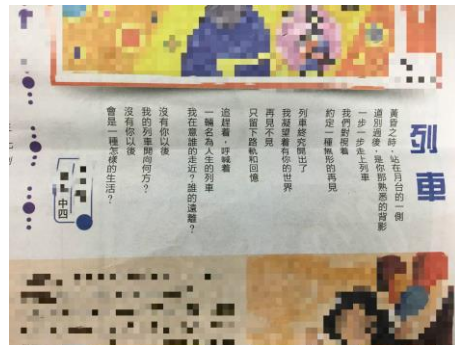 列車
黃昏之時，站在月台的一側
道別過後，是你那熟悉的背影
一步一步走上列車
我們對視着
約定一種無形的再見
列車終究開出了
我凝望着有你的世界
再見不見
只留下路軌和回憶
追趕着，呼喊着
一輛名為人生的列車
我在意誰的走近？誰的遠離？
沒有你以後
我的列車開向何方？
沒有你以後
會是一種怎樣的生活？
中四